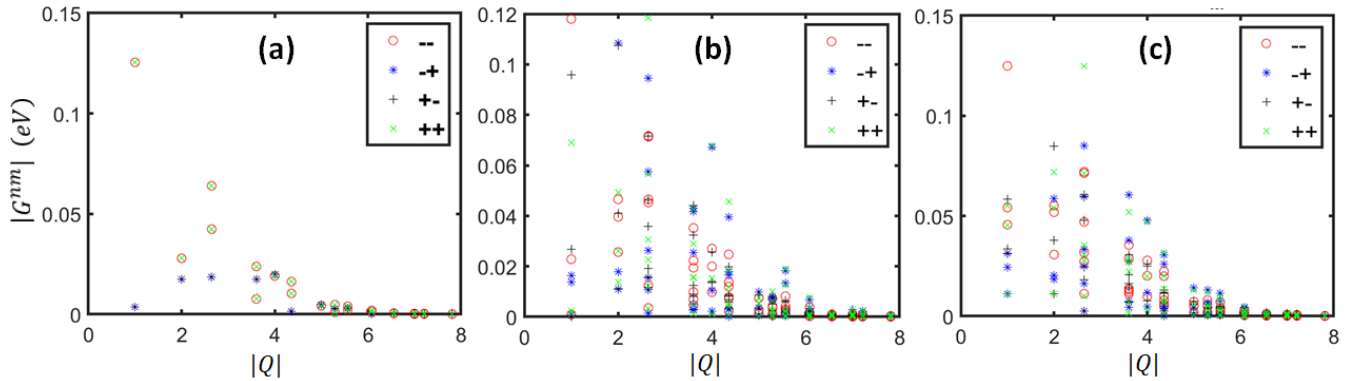 (a)
--
-+
+-
++
0.15
0.1
0.05
0
0 2 4 6 8
|G^{nm}| (eV)
|Q|
(b)
--
-+
+-
++
0.12
0.1
0.08
0.06
0.04
0.02
0
0 2 4 6 8
|Q|
...
(c)
--
-+
+-
++
0.15
0.1
0.05
0
0 2 4 6 8
|Q|